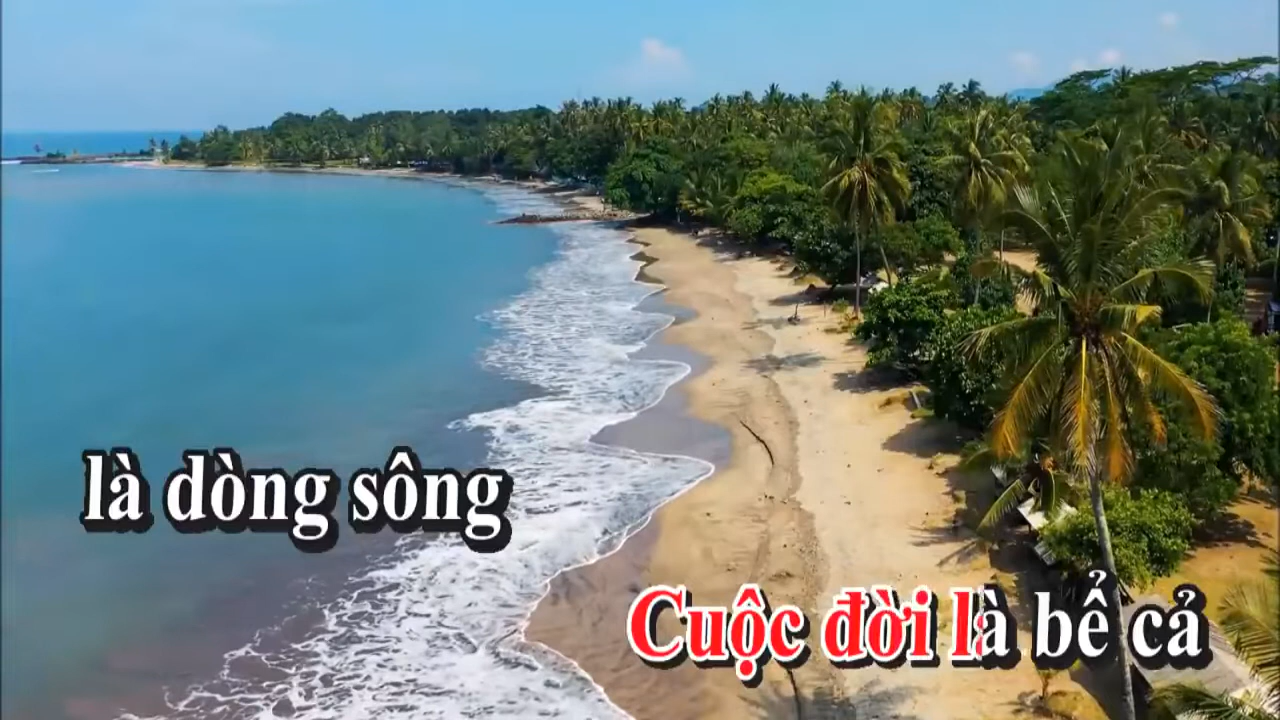 là dòng sông
Cuộc đời là bể cả